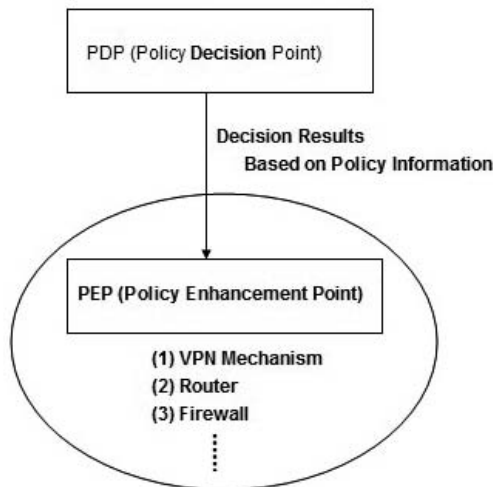 PDP (Policy Decision Point)
Decision Results
Based on Policy Information
PEP (Policy Enhancement Point)
(1) VPN Mechanism
(2) Router
(3) Firewall